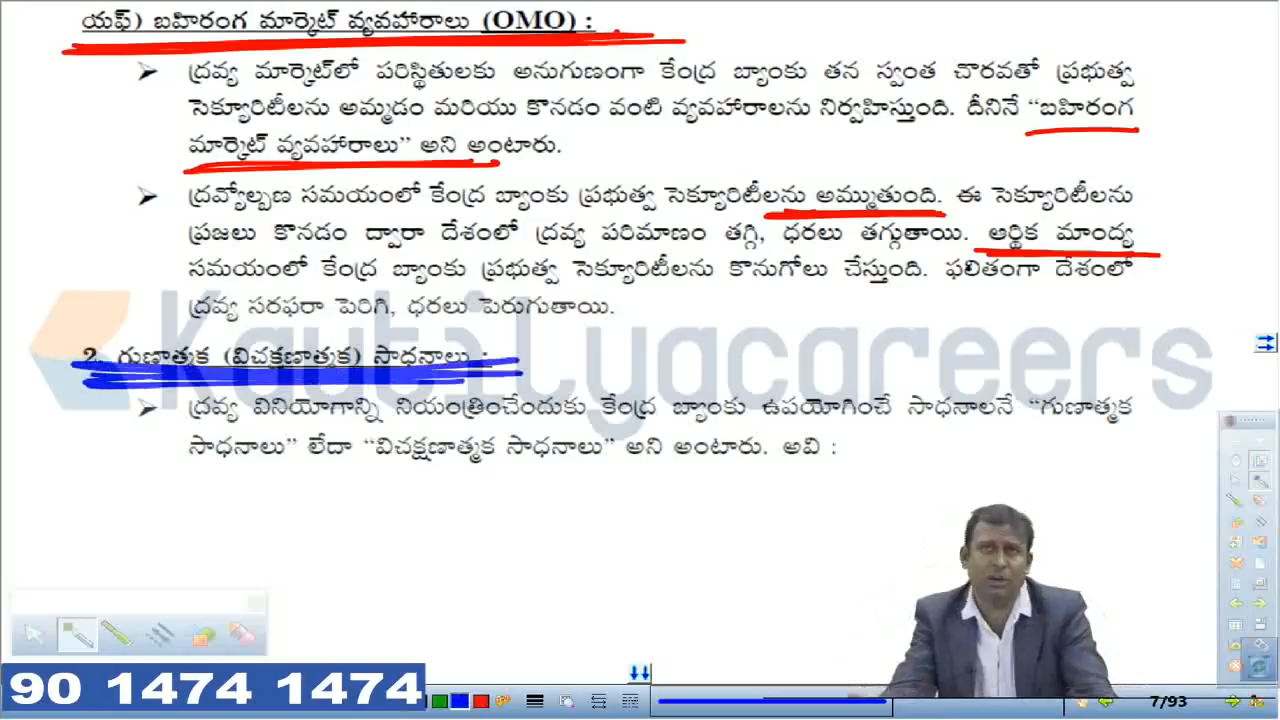 యఫ్) బహిరంగ మార్కెట్ వ్యవహారాలు (OMO) :
➤ ద్రవ్య మార్కెట్‌లో పరిస్థితులకు అనుగుణంగా కేంద్ర బ్యాంకు తన స్వంత చొరవతో ప్రభుత్వ
సెక్యూరిటీలను అమ్మడం మరియు కొనడం వంటి వ్యవహారాలను నిర్వహిస్తుంది. దీనినే “బహిరంగ
మార్కెట్ వ్యవహారాలు” అని అంటారు.
➤ ద్రవ్యోల్బణ సమయంలో కేంద్ర బ్యాంకు ప్రభుత్వ సెక్యూరిటీలను అమ్ముతుంది. ఈ సెక్యూరిటీలను
ప్రజలు కొనడం ద్వారా దేశంలో ద్రవ్య పరిమాణం తగ్గి, ధరలు తగ్గుతాయి. ఆర్థిక మాంద్య
సమయంలో కేంద్ర బ్యాంకు ప్రభుత్వ సెక్యూరిటీలను కొనుగోలు చేస్తుంది. ఫలితంగా దేశంలో
ద్రవ్య సరఫరా పెరిగి, ధరలు పెరుగుతాయి.
Kautilyacareers
2. గుణాత్మక (విచక్షణాత్మక) సాధనాలు :
➤ ద్రవ్య వినియోగాన్ని నియంత్రించేందుకు కేంద్ర బ్యాంకు ఉపయోగించే సాధనాలనే “గుణాత్మక
సాధనాలు” లేదా “విచక్షణాత్మక సాధనాలు” అని అంటారు. అవి :
90 1474 1474
7/93